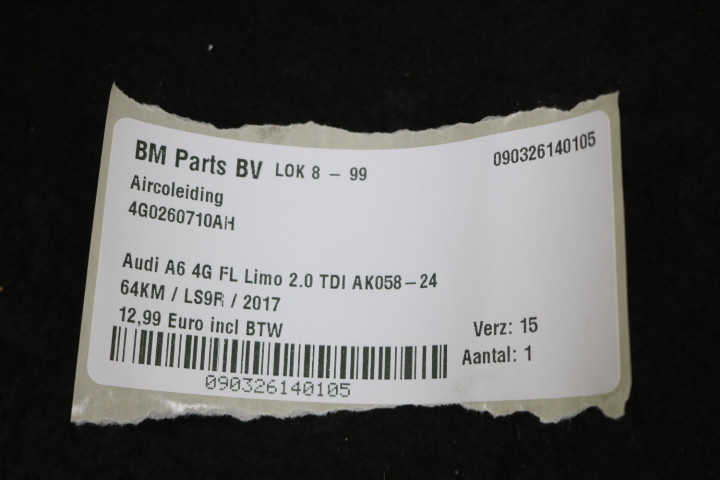 BM Parts BV LOK 8 – 99 090326140105
Aircoleiding
4G0260710AH
Audi A6 4G FL Limo 2.0 TDI AK058–24
64KM / LS9R / 2017
12,99 Euro incl BTW Verz: 15
Aantal: 1
090326140105